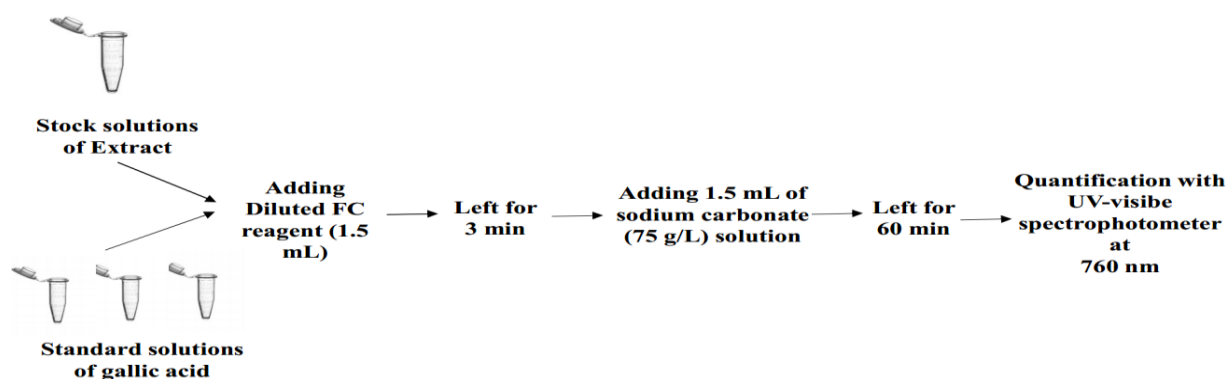 Stock solutions
of Extract
Adding
Diluted FC
reagent (1.5
mL)
Left for
3 min
Adding 1.5 mL of
sodium carbonate
(75 g/L) solution
Left for
60 min
Quantification with
UV-visibe
spectrophotometer
at
760 nm
Standard solutions
of gallic acid